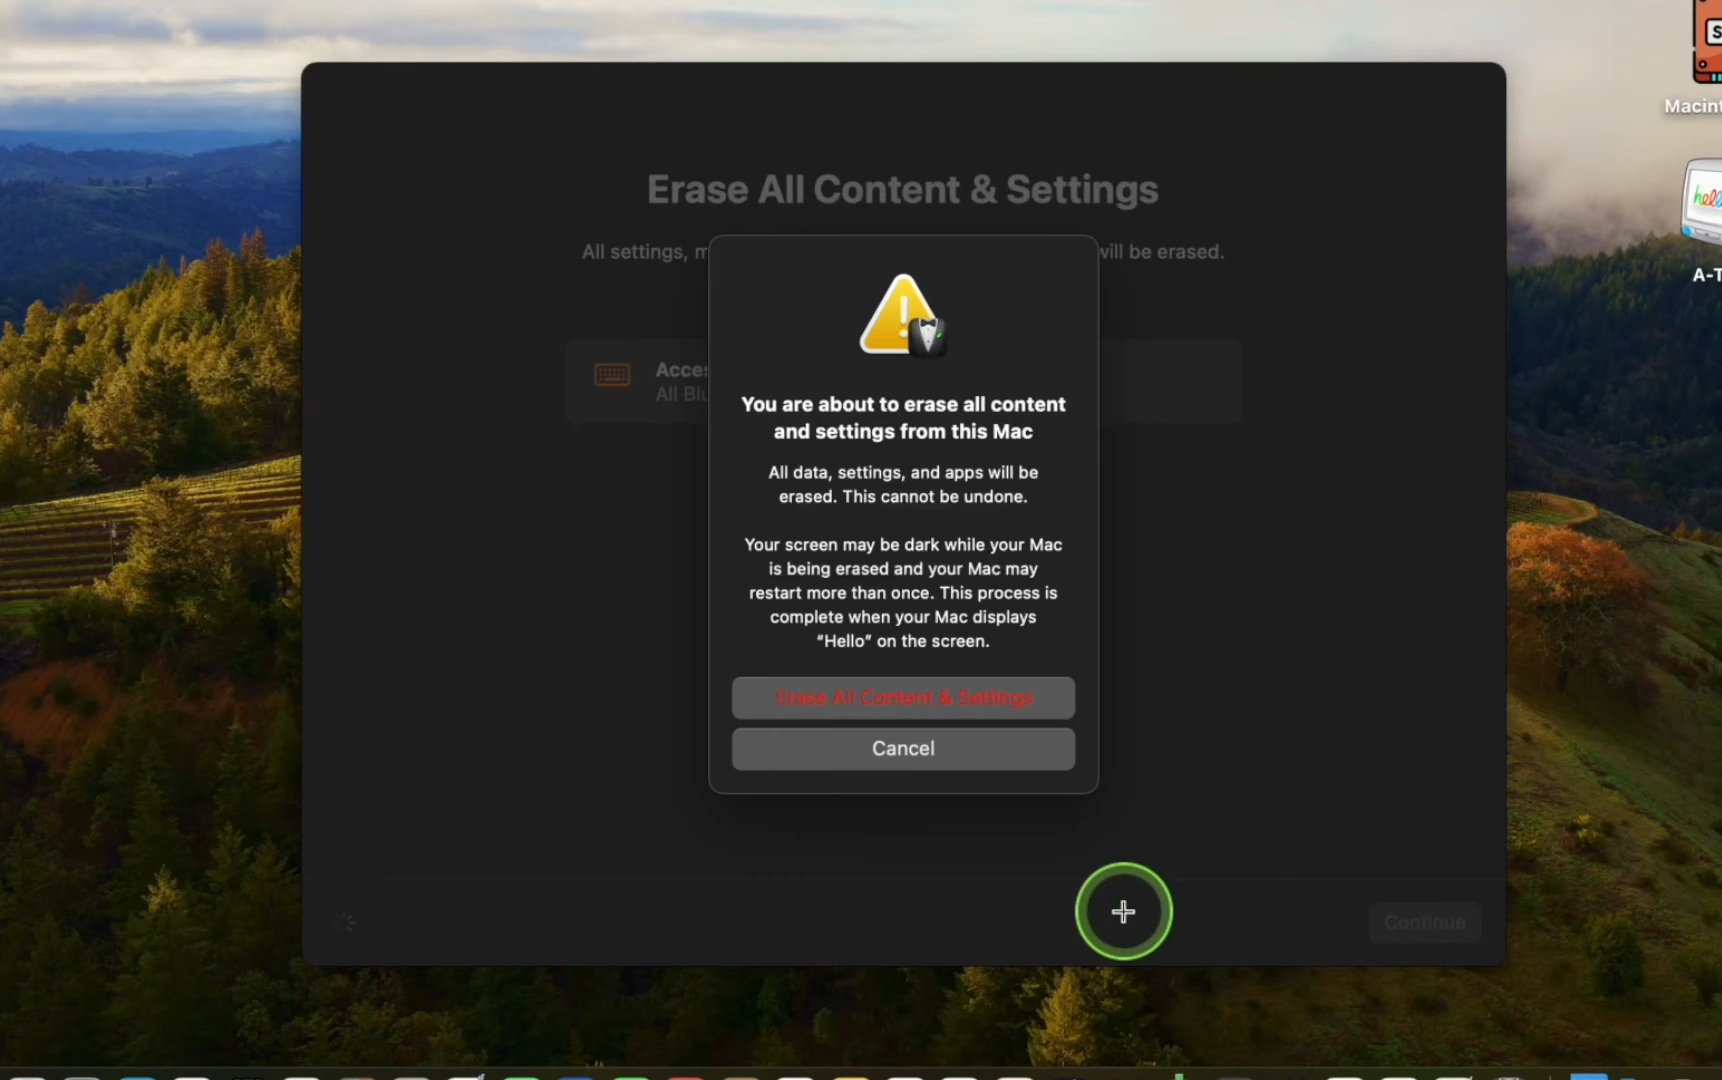 Macint
hello
A-T
Erase All Content & Settings
All settings, m
will be erased.
Acces
All Blu
You are about to erase all content
and settings from this Mac
All data, settings, and apps will be
erased. This cannot be undone.
Your screen may be dark while your Mac
is being erased and your Mac may
restart more than once. This process is
complete when your Mac displays
“Hello” on the screen.
Erase All Content & Settings
Cancel
Continue